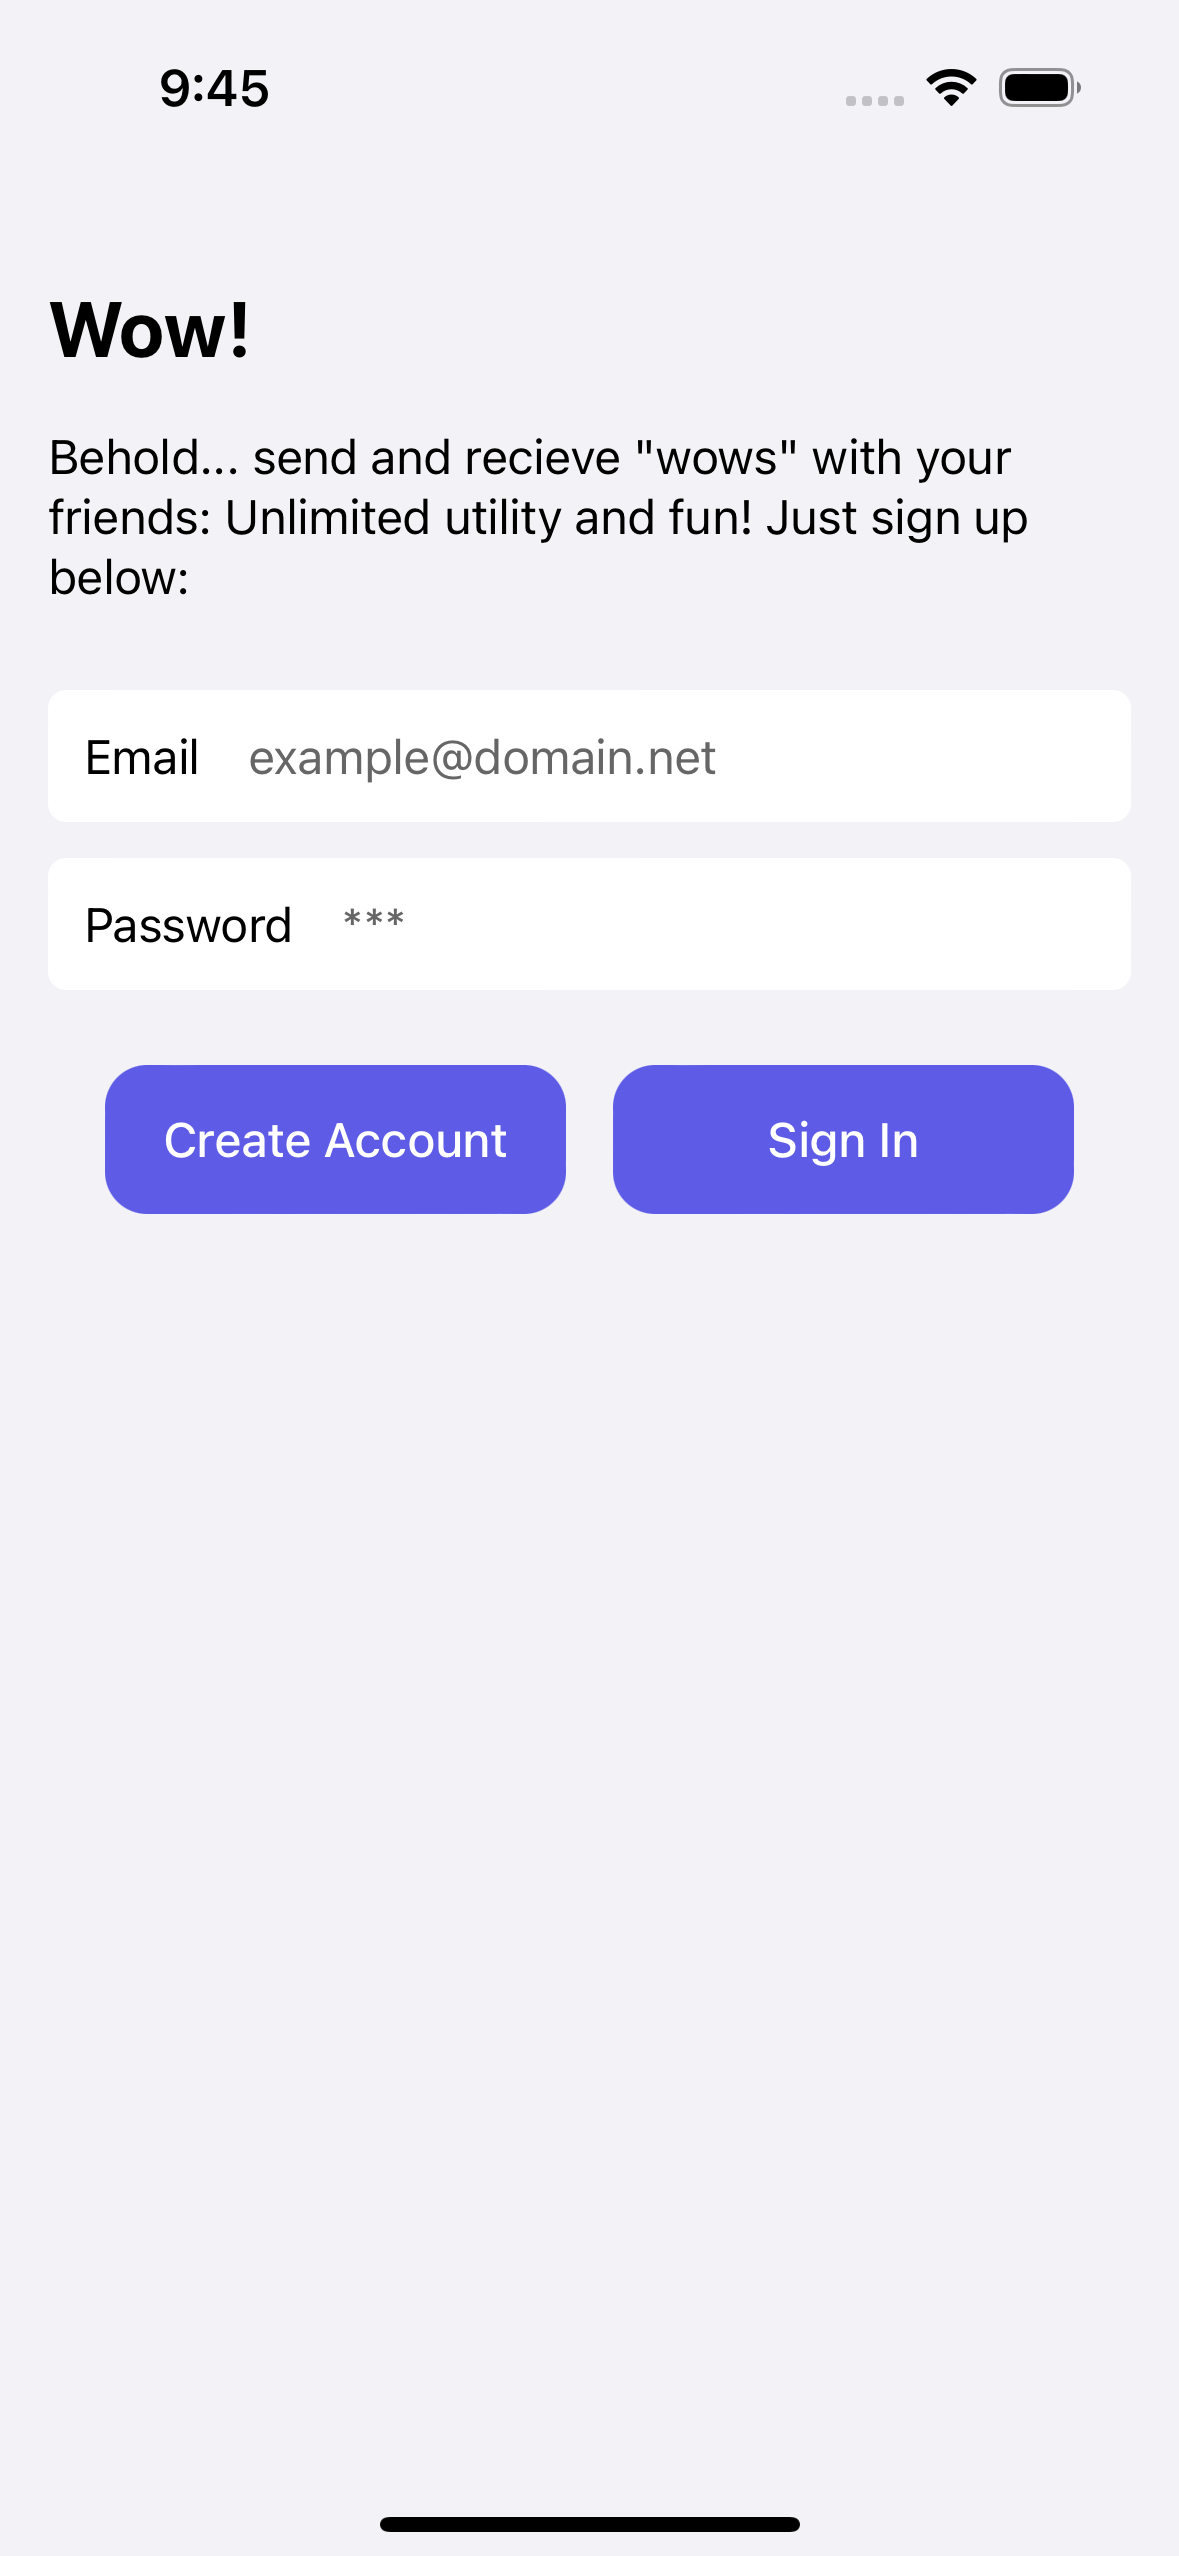 9:45
Wow!
Behold... send and recieve "wows" with your
friends: Unlimited utility and fun! Just sign up
below:
Email example@domain.net
Password ***
Create Account Sign In